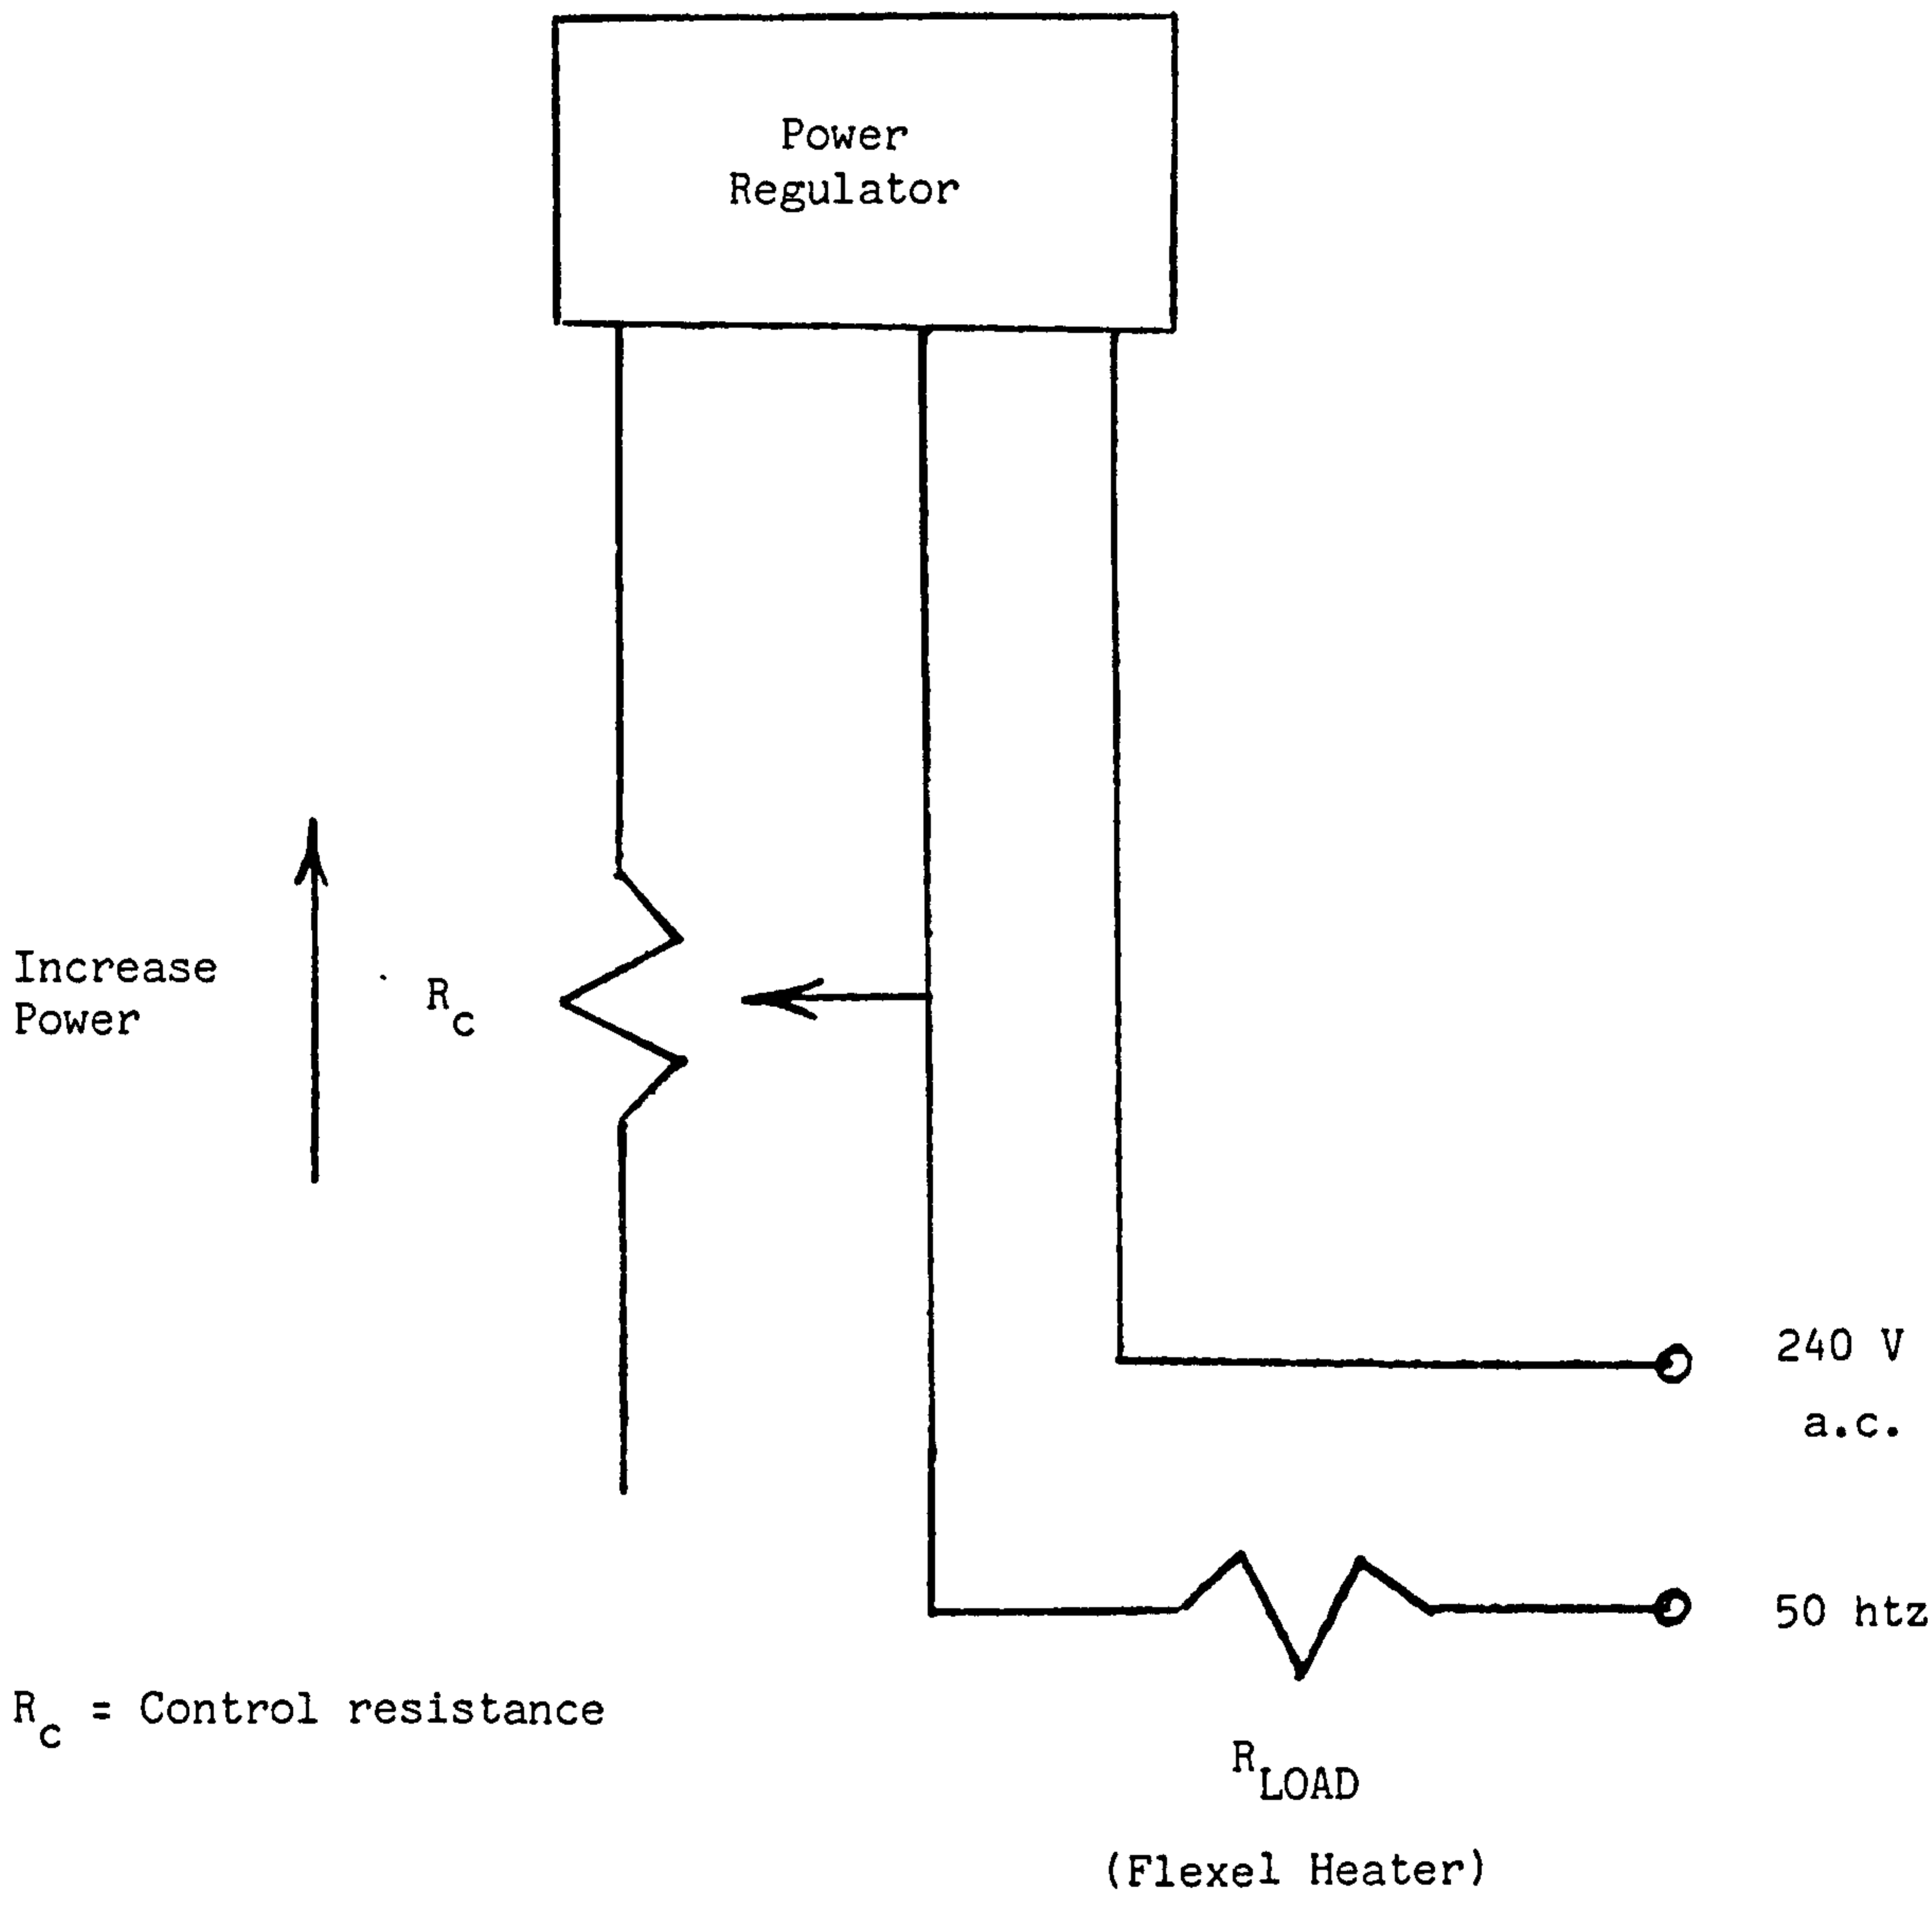 Power
Regulator
Increase
Power
Rc
240 V
a.c.
50 htz
Rc = Control resistance
RLOAD
(Flexel Heater)